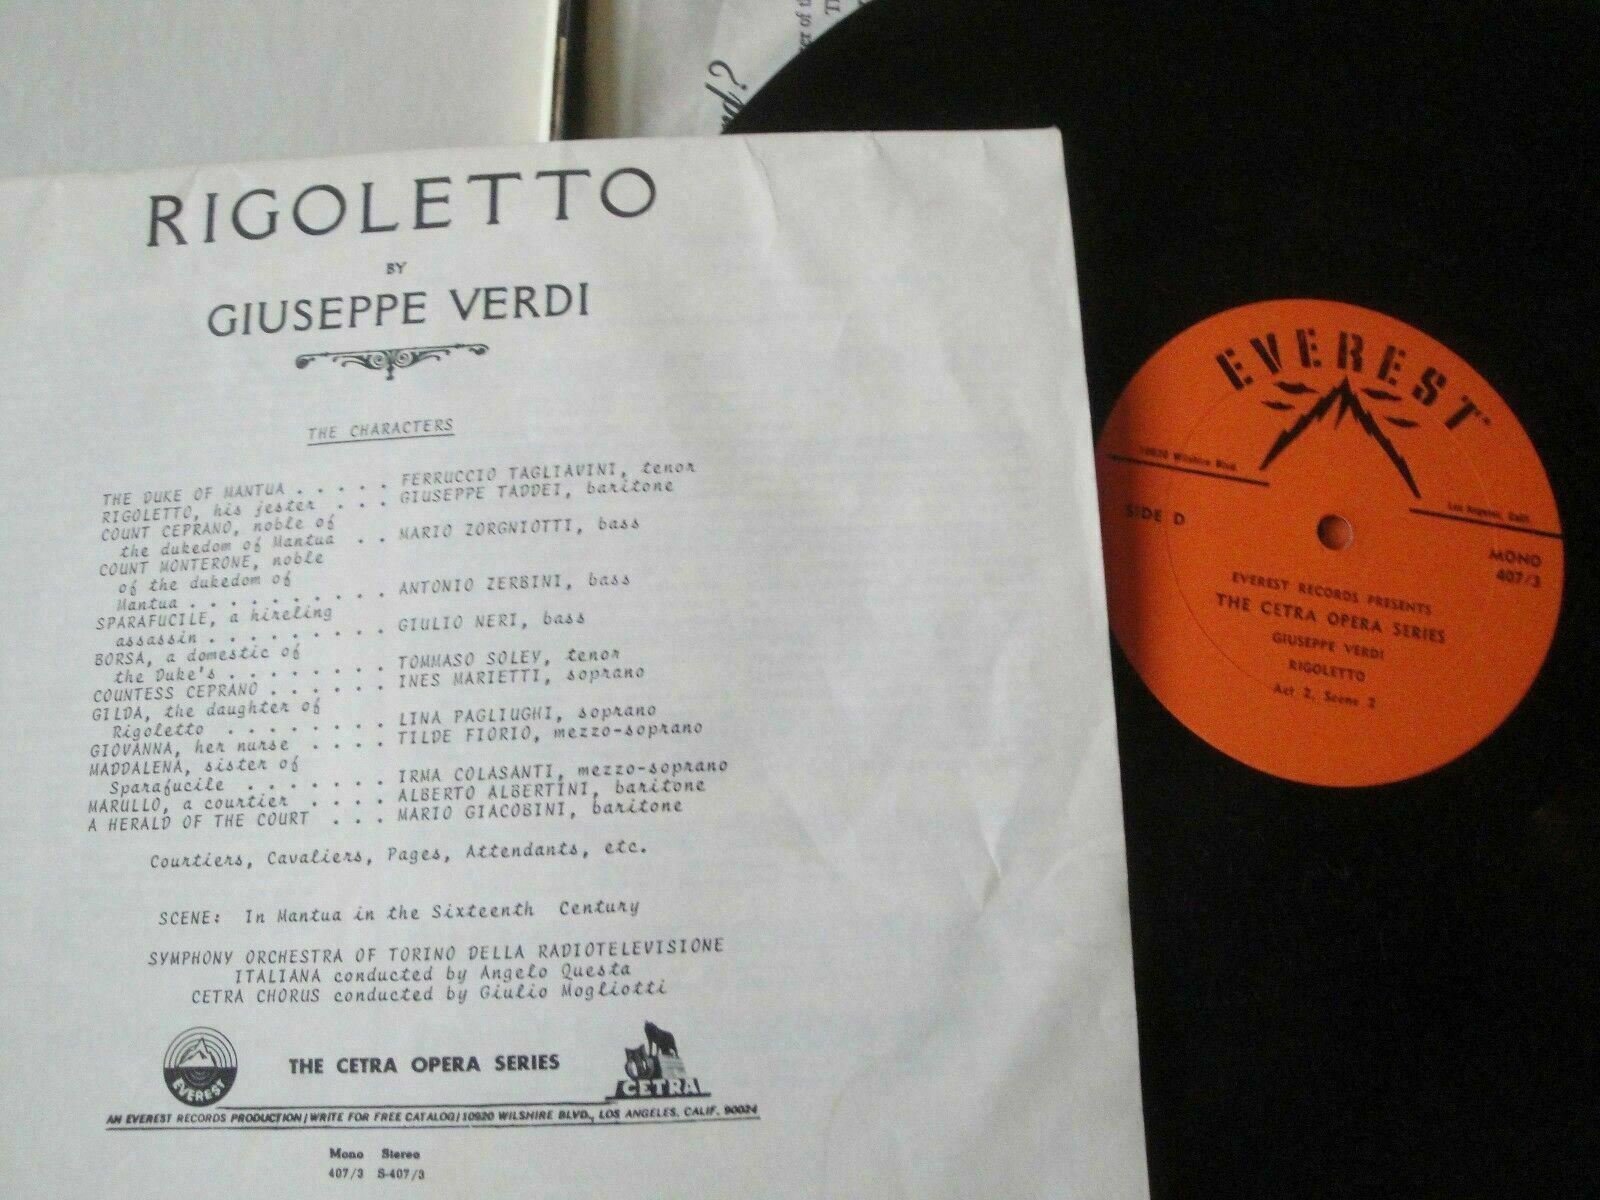 RIGOLETTO
BY
GIUSEPPE VERDI
THE CHARACTERS
THE DUKE OF MANTUA . . . . . FERRUCCIO TAGLIAVINI, tenor
RIGOLETTO, his jester . . . GIUSEPPE TADDEI, baritone
COUNT CEPRANO, noble of
the dukedom of Mantua . . MARIO ZORGNIOTTI, bass
COUNT MONTERONE, noble
of the dukedom of
Mantua . . . . . . . . . . ANTONIO ZERBINI, bass
SPARAFUCILE, a hireling
assassin . . . . . . . . . GIULIO NERI, bass
BORSA, a domestic of
the Duke's . . . . . . . . TOMMASO SOLEY, tenor
COUNTESS CEPRANO . . . . . . INES MARIETTI, soprano
GILDA, the daughter of
Rigoletto . . . . . . . . LINA PAGLIUGHI, soprano
GIOVANNA, her nurse . . . . TILDE FIORIO, mezzo-soprano
MADDALENA, sister of
Sparafucile . . . . . . . IRMA COLASANTI, mezzo-soprano
MARULLO, a courtier . . . . ALBERTO ALBERTINI, baritone
A HERALD OF THE COURT . . . MARIO GIACOBINI, baritone
Courtiers, Cavaliers, Pages, Attendants, etc.
SCENE: In Mantua in the Sixteenth Century
SYMPHONY ORCHESTRA OF TORINO DELLA RADIOTELEVISIONE
ITALIANA conducted by Angelo Questa
CETRA CHORUS conducted by Giulio Mogliotti
EVEREST
THE CETRA OPERA SERIES
CETRA
AN EVEREST RECORDS PRODUCTION/WRITE FOR FREE CATALOG/10920 WILSHIRE BLVD., LOS ANGELES, CALIF. 90024
Mono Stereo
407/3 S-407/3
EVEREST
10920 Wilshire Blvd.
Los Angeles, Calif.
SIDE D
MONO
407/3
EVEREST RECORDS PRESENTS
THE CETRA OPERA SERIES
GIUSEPPE VERDI
RIGOLETTO
Act 2, Scene 2